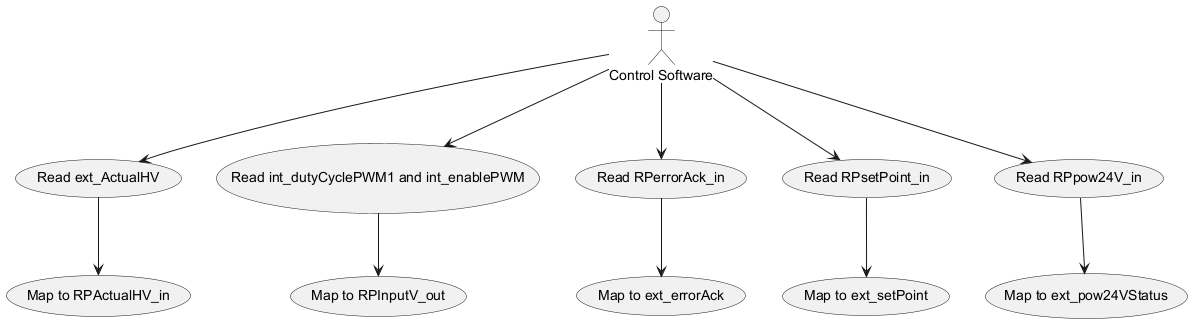 Control Software
Read ext_ActualHV
Read int_dutyCyclePWM1 and int_enablePWM
Read RPerrorAck_in
Read RPsetPoint_in
Read RPpow24V_in
Map to RPActualHV_in
Map to RPInputV_out
Map to ext_errorAck
Map to ext_setPoint
Map to ext_pow24VStatus